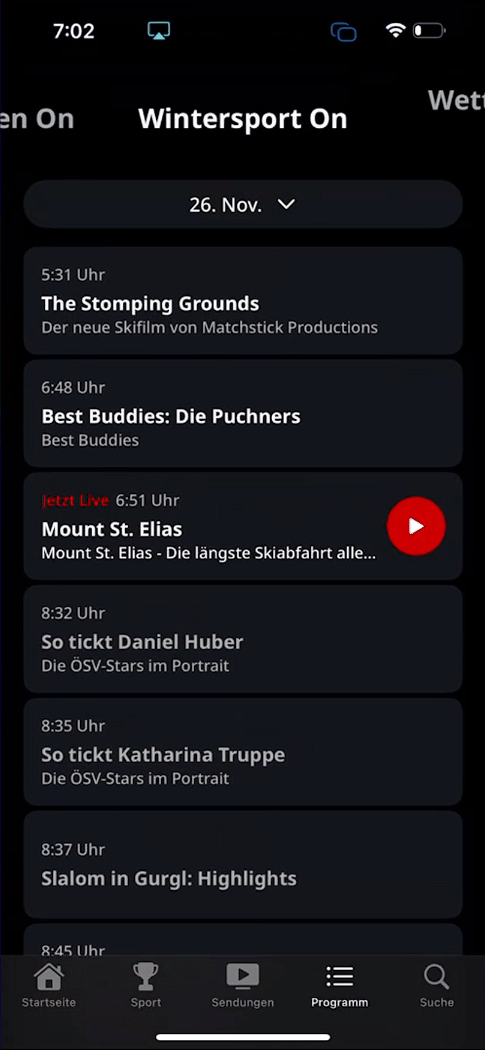 7:02
en On
Wintersport On
Wett
26. Nov.
5:31 Uhr
The Stomping Grounds
Der neue Skifilm von Matchstick Productions
6:48 Uhr
Best Buddies: Die Puchners
Best Buddies
Jetzt Live 6:51 Uhr
Mount St. Elias
Mount St. Elias - Die längste Skiabfahrt alle...
8:32 Uhr
So tickt Daniel Huber
Die ÖSV-Stars im Portrait
8:35 Uhr
So tickt Katharina Truppe
Die ÖSV-Stars im Portrait
8:37 Uhr
Slalom in Gurgl: Highlights
8:45 Uhr
Startseite
Sport
Sendungen
Programm
Suche